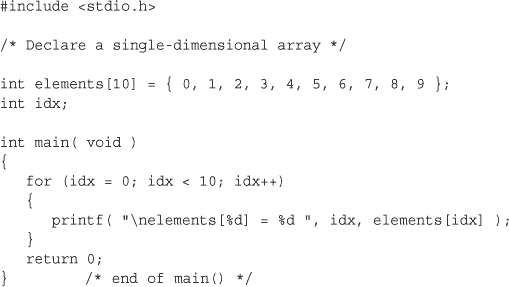 #include <stdio.h>
/* Declare a single-dimensional array */
int elements[10] = { 0, 1, 2, 3, 4, 5, 6, 7, 8, 9 };
int idx;
int main( void )
{
   for (idx = 0; idx < 10; idx++)
   {
      printf( "\nelements[%d] = %d ", idx, elements[idx] );
   }
   return 0;
}         /* end of main() */